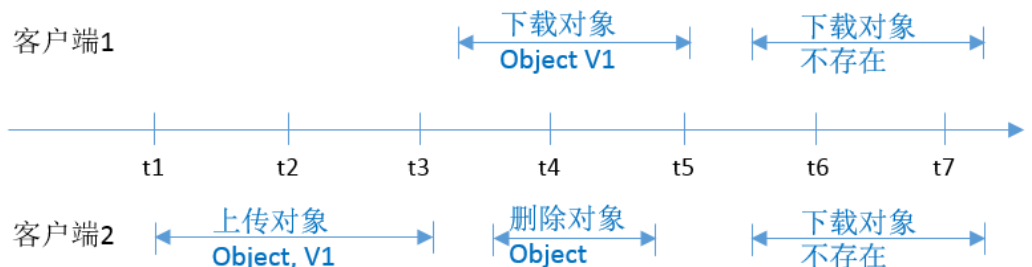 客户端1
下载对象
Object V1
下载对象
不存在
t1 t2 t3 t4 t5 t6 t7
客户端2
上传对象
Object, V1
删除对象
Object
下载对象
不存在